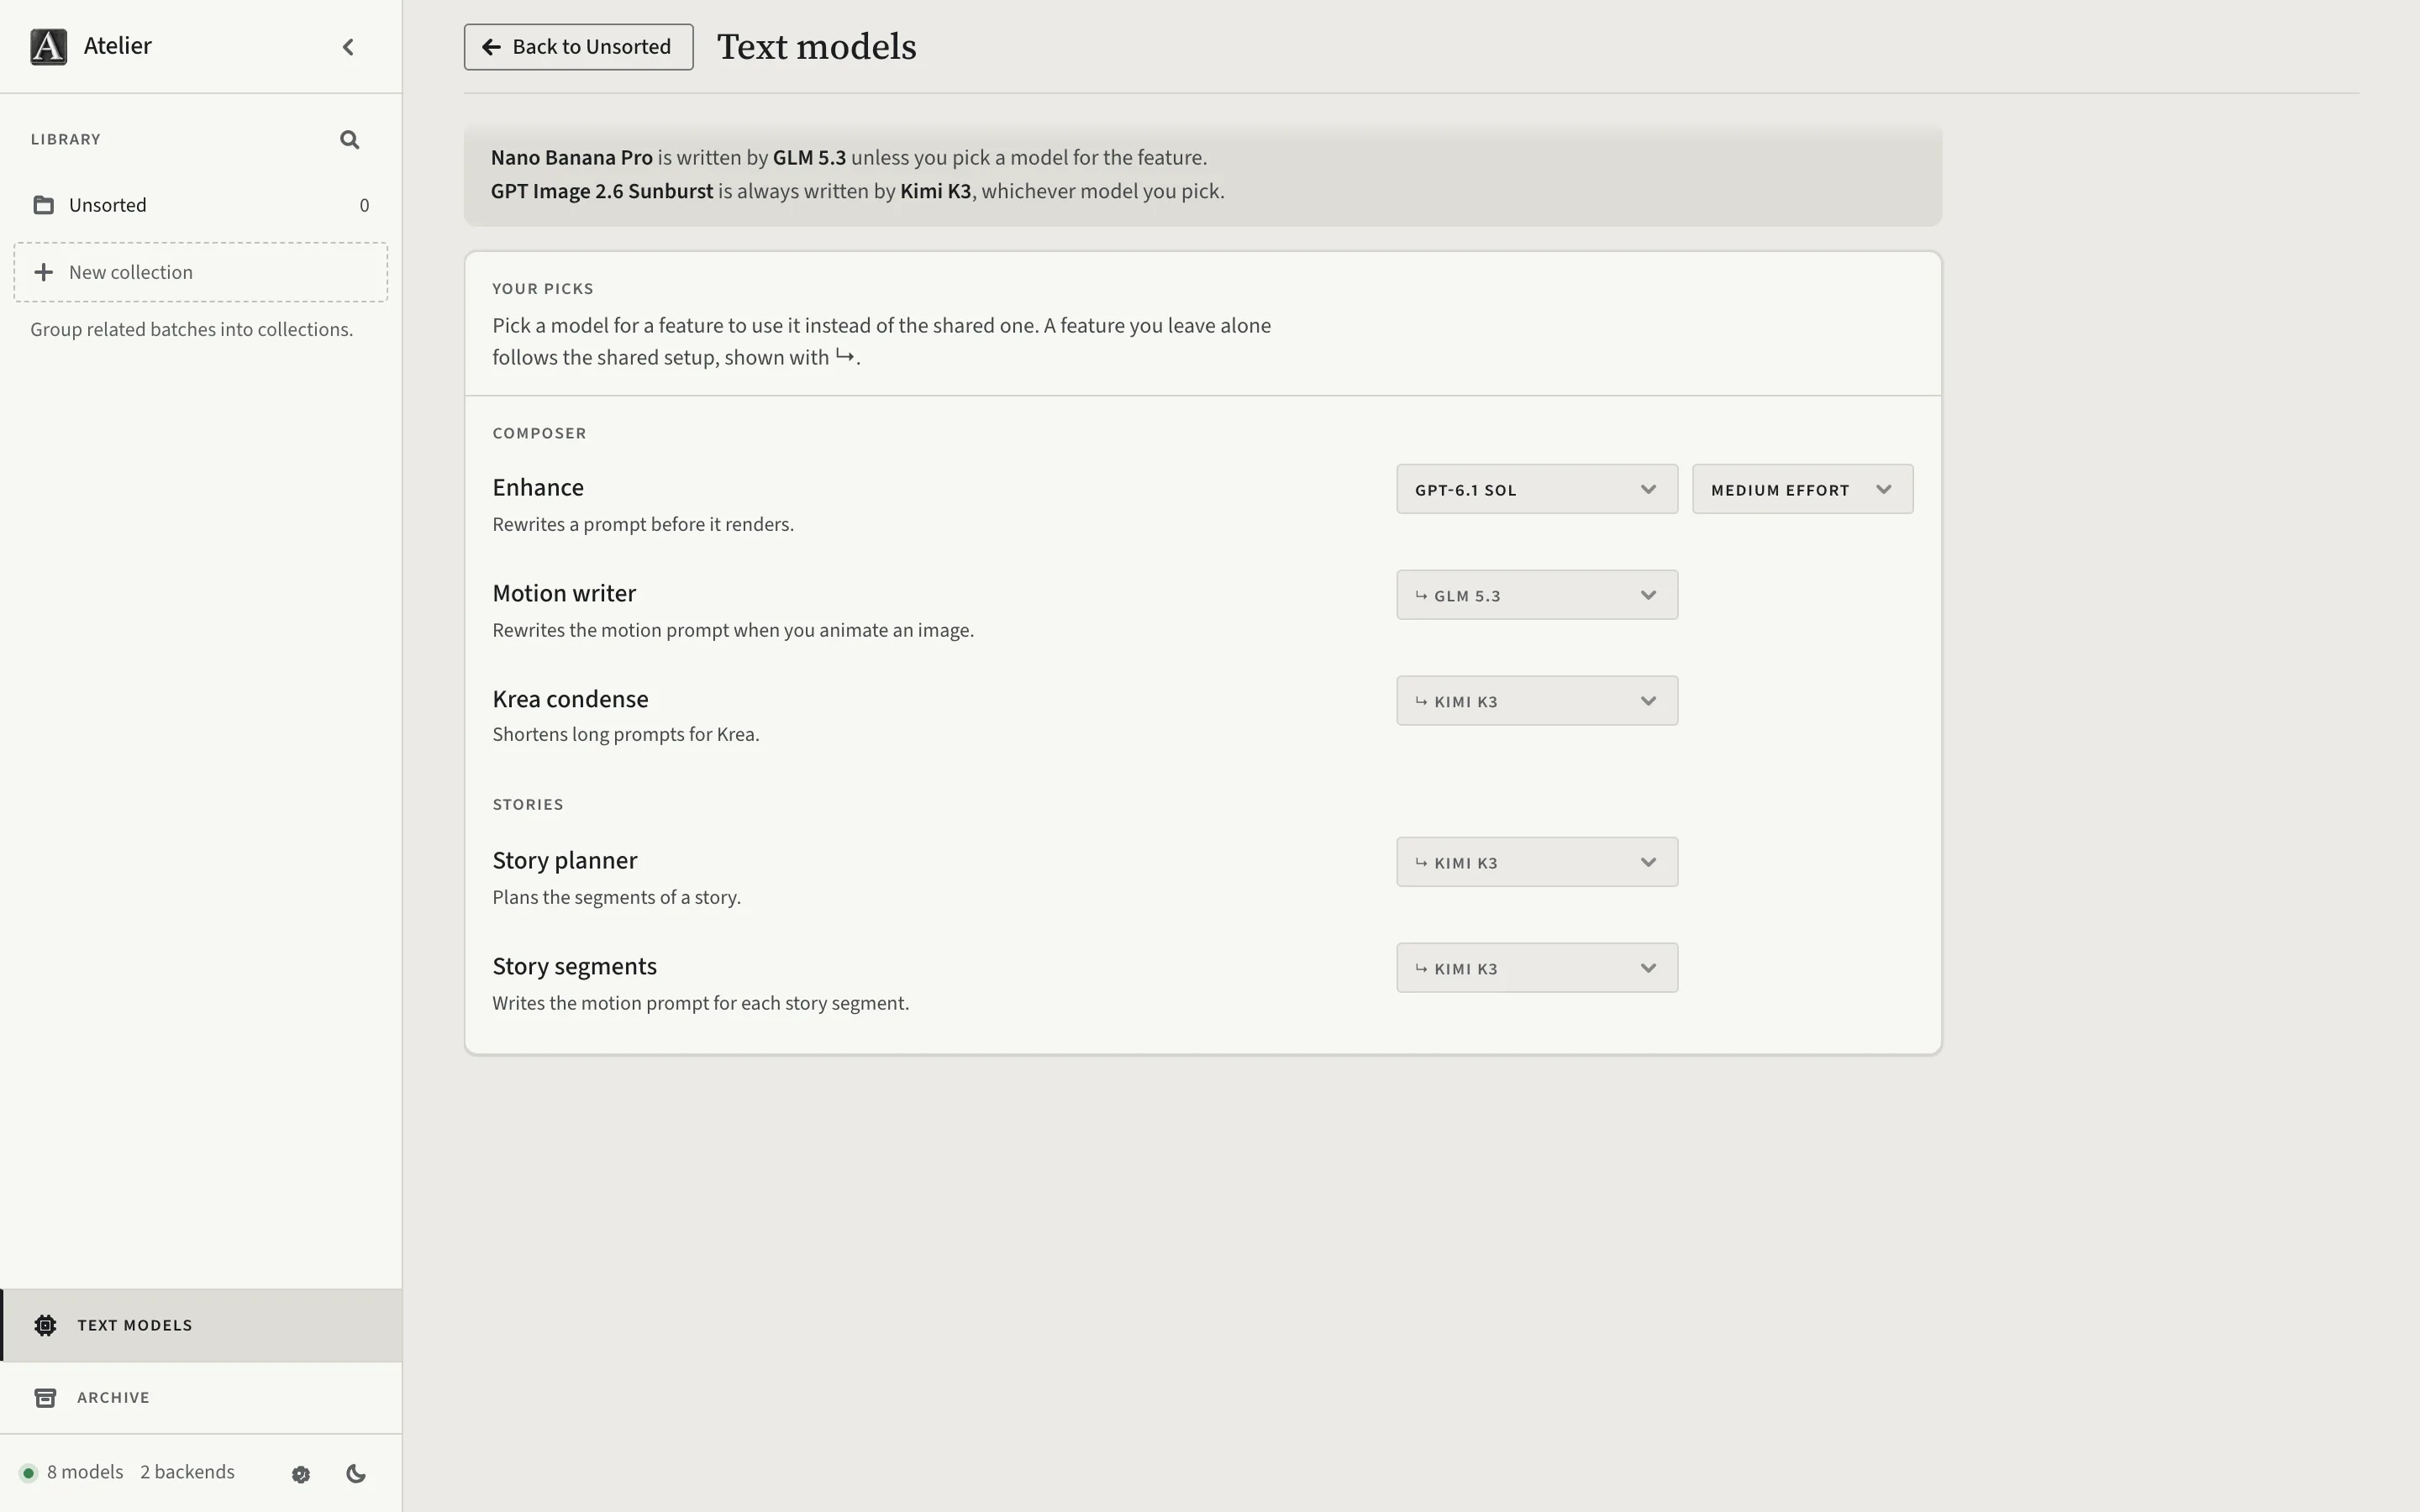 A Atelier
Back to Unsorted
Text models
LIBRARY
Unsorted 0
New collection
Group related batches into collections.
Nano Banana Pro is written by GLM 5.3 unless you pick a model for the feature.
GPT Image 2.6 Sunburst is always written by Kimi K3, whichever model you pick.
YOUR PICKS
Pick a model for a feature to use it instead of the shared one. A feature you leave alone
follows the shared setup, shown with ↳.
COMPOSER
Enhance
Rewrites a prompt before it renders.
GPT-6.1 SOL
MEDIUM EFFORT
Motion writer
Rewrites the motion prompt when you animate an image.
↳ GLM 5.3
Krea condense
Shortens long prompts for Krea.
↳ KIMI K3
STORIES
Story planner
Plans the segments of a story.
↳ KIMI K3
Story segments
Writes the motion prompt for each story segment.
↳ KIMI K3
TEXT MODELS
ARCHIVE
8 models 2 backends